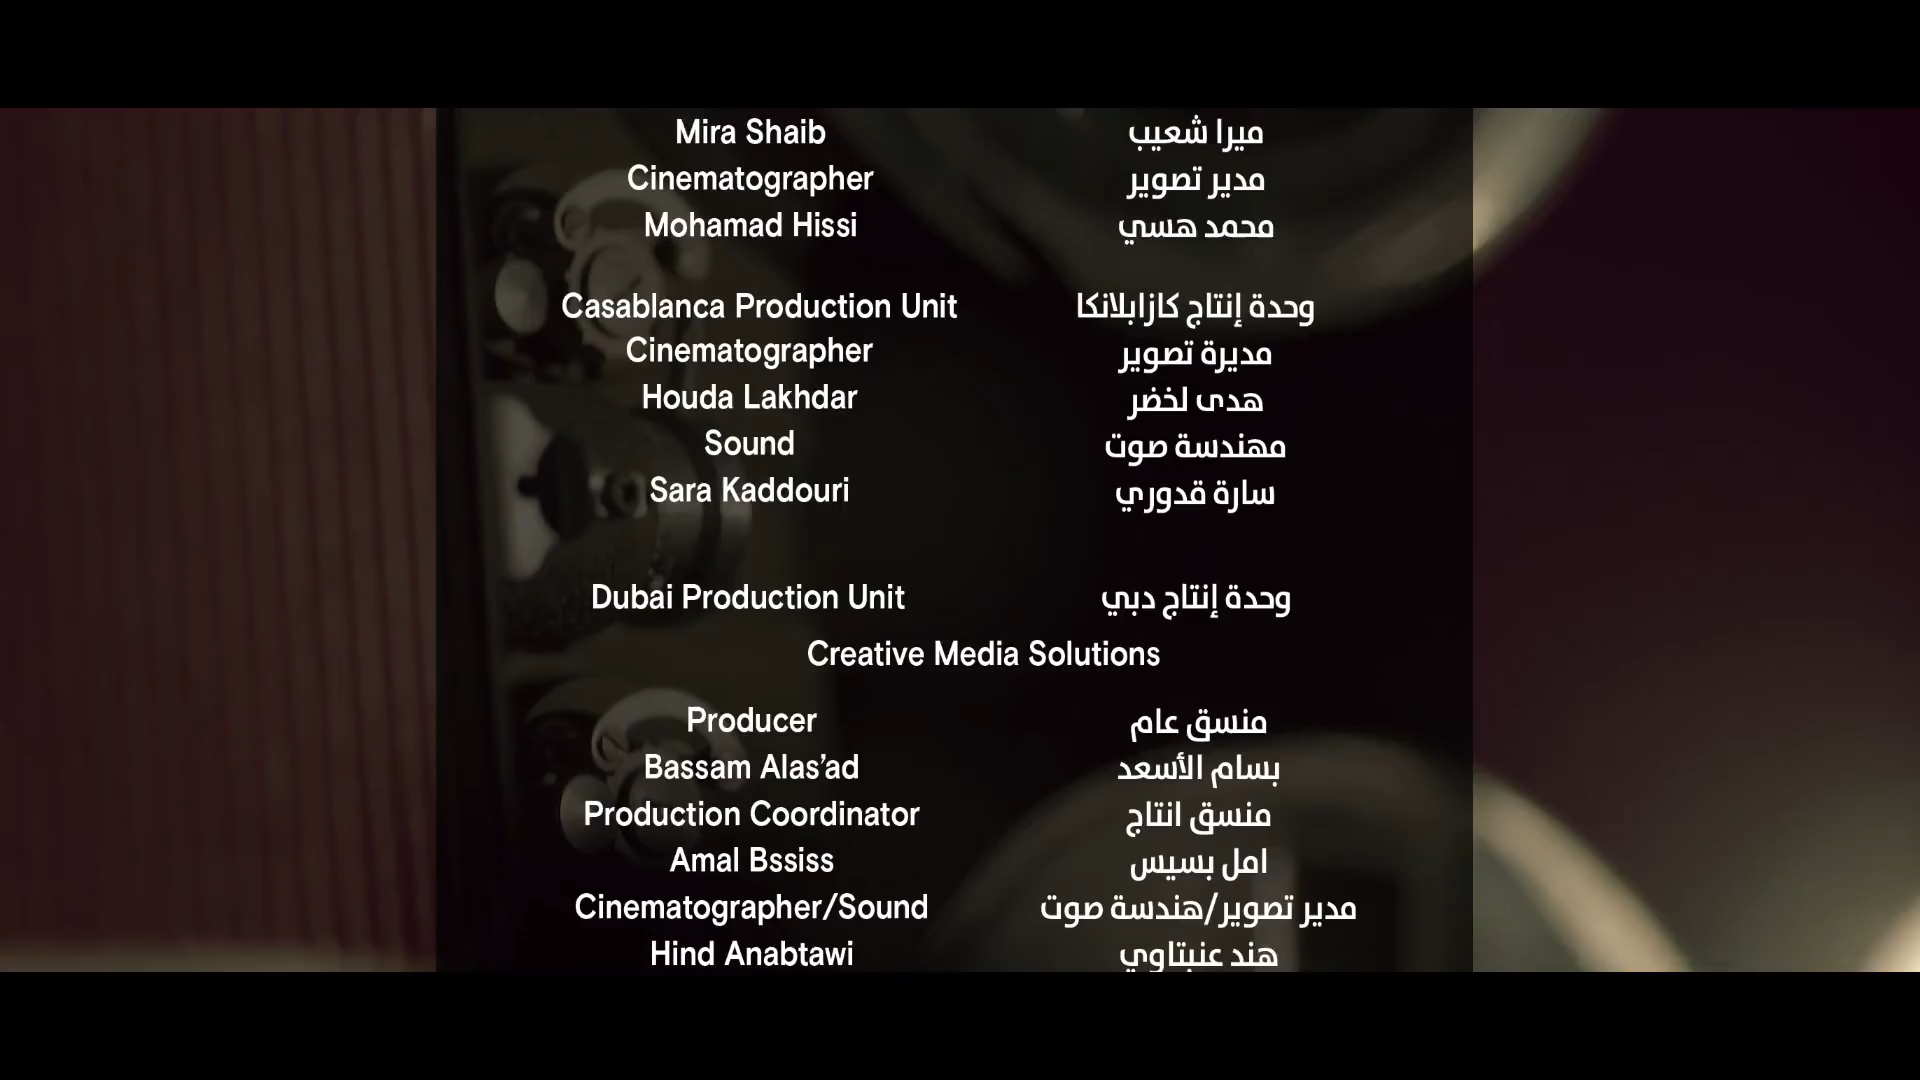 Mira Shaib ميرا شعيب
Cinematographer مدير تصوير
Mohamad Hissi محمد هسي
Casablanca Production Unit وحدة إنتاج كازابلانكا
Cinematographer مديرة تصوير
Houda Lakhdar هدى لخضر
Sound مهندسة صوت
Sara Kaddouri سارة قدوري
Dubai Production Unit وحدة إنتاج دبي
Creative Media Solutions
Producer منسق عام
Bassam Alas’ad بسام الأسعد
Production Coordinator منسق انتاج
Amal Bssiss امل بسيس
Cinematographer/Sound مدير تصوير/هندسة صوت
Hind Anabtawi هند عنبتاوي